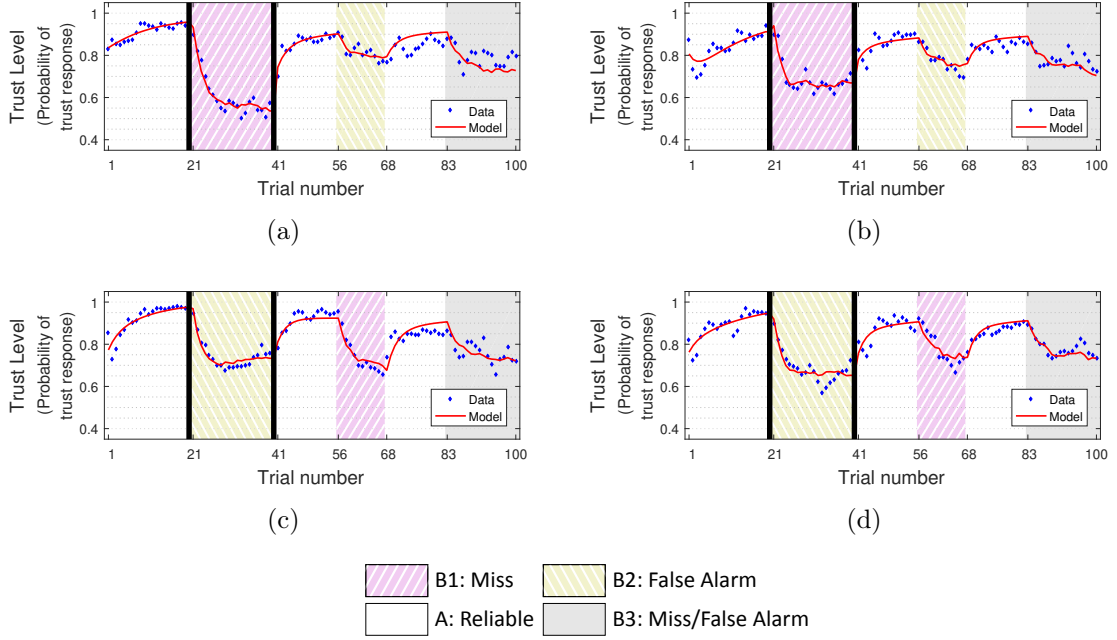 Trust Level
(Probability of
trust response)
1
0.8
0.6
0.4
Data
Model
1
21
41
56
68
83
100
Trial number
(a)
Trust Level
(Probability of
trust response)
1
0.8
0.6
0.4
Data
Model
1
21
41
56
68
83
100
Trial number
(b)
Trust Level
(Probability of
trust response)
1
0.8
0.6
0.4
Data
Model
1
21
41
56
68
83
100
Trial number
(c)
Trust Level
(Probability of
trust response)
1
0.8
0.6
0.4
Data
Model
1
21
41
56
68
83
100
Trial number
(d)
B1: Miss
B2: False Alarm
A: Reliable
B3: Miss/False Alarm